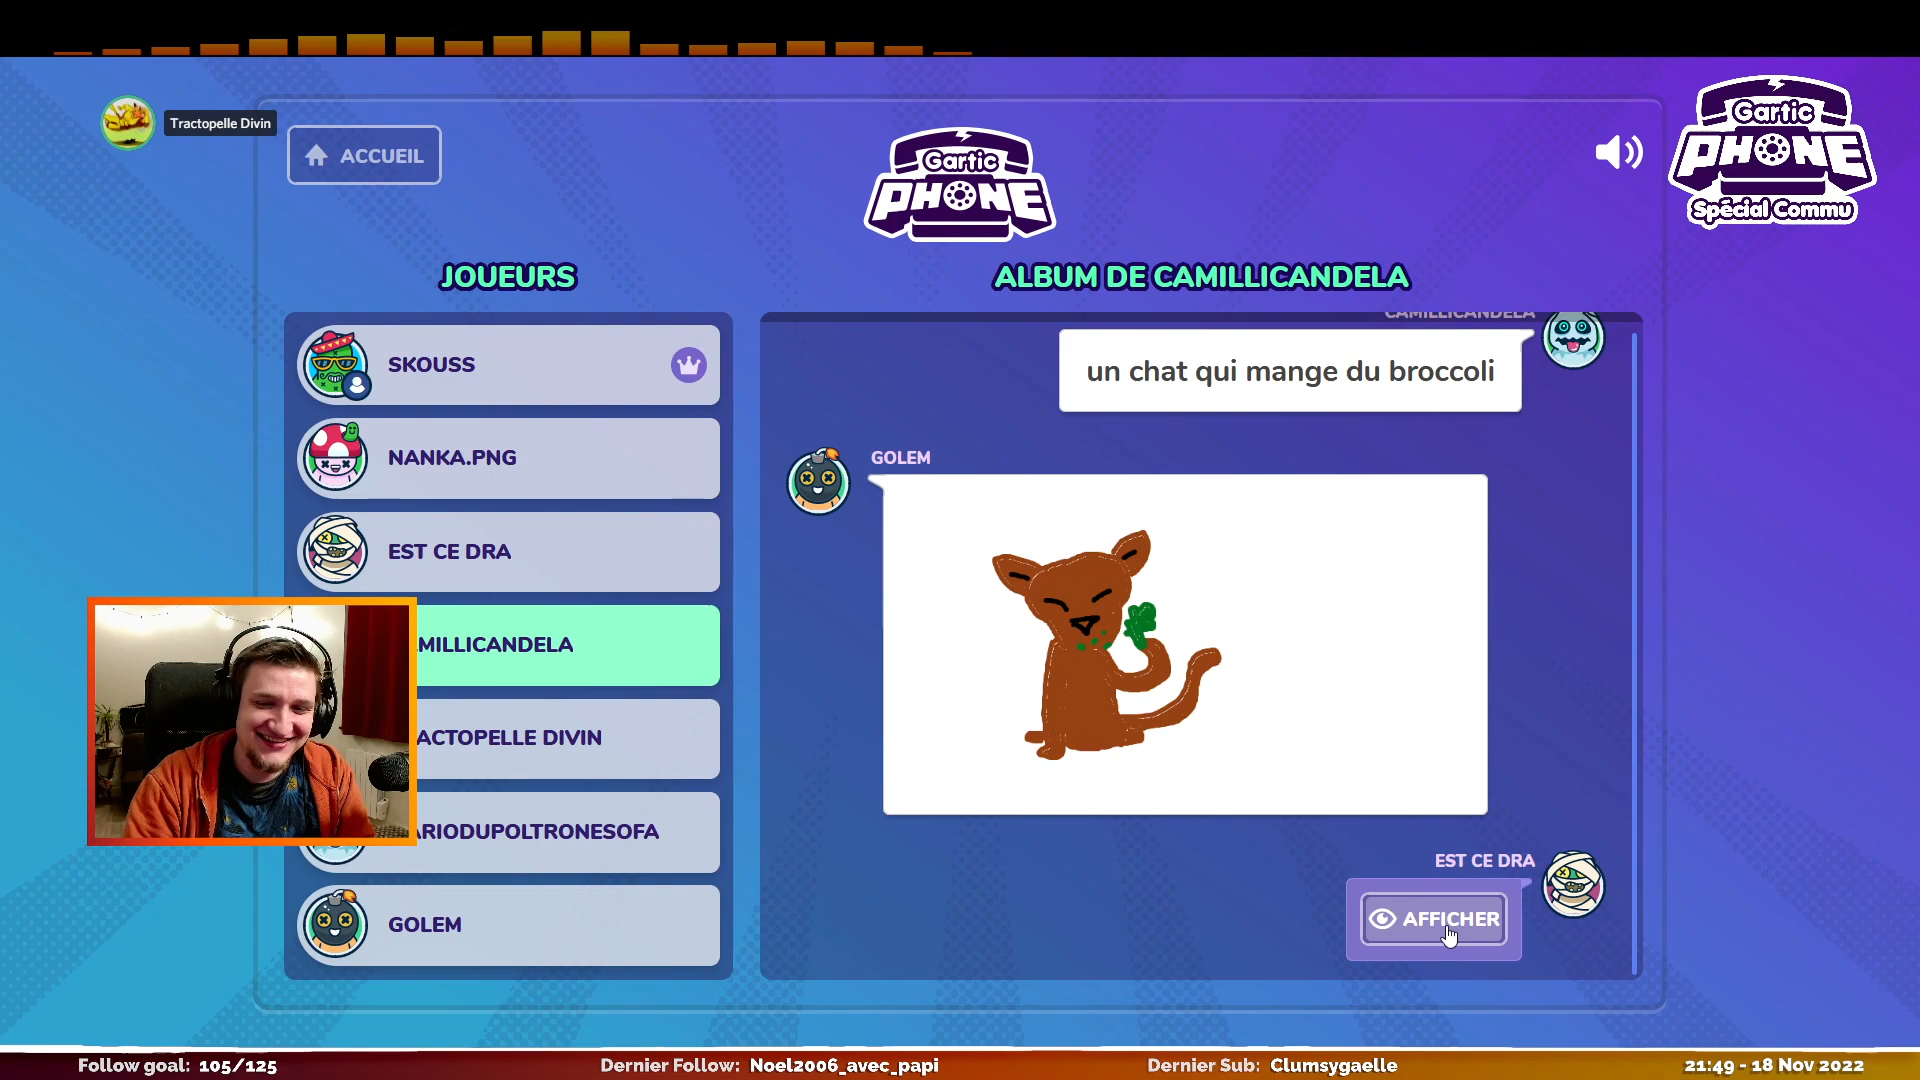 Tractopelle Divin
ACCUEIL
Gartic
PHONE
Gartic
PHONE
Spécial Commu
JOUEURS
SKOUSS
NANKA.PNG
EST CE DRA
MILLICANDELA
ACTOPELLE DIVIN
ARIODUPOLTRONESOFA
GOLEM
ALBUM DE CAMILLICANDELA
CAMILLICANDELA
un chat qui mange du broccoli
GOLEM
EST CE DRA
AFFICHER
Follow goal: 105/125
Dernier Follow: Noel2006_avec_papi
Dernier Sub: Clumsygaelle
21:49 - 18 Nov 2022